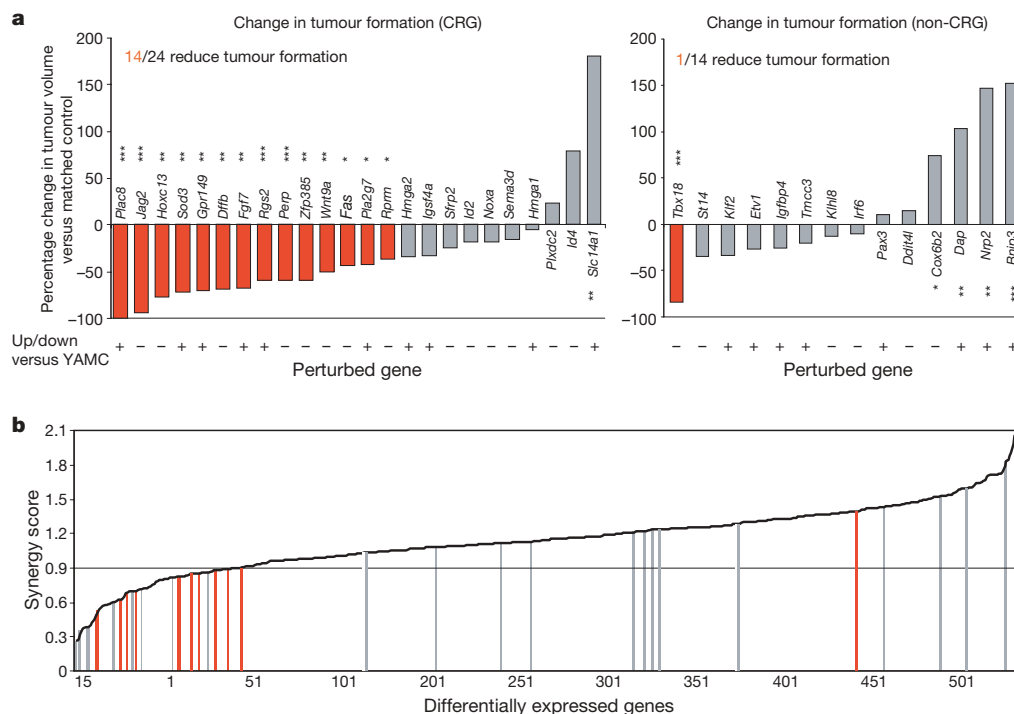 a
Change in tumour formation (CRG)
14/24 reduce tumour formation
Percentage change in tumour volume
versus matched control
200
150
100
50
0
−50
−100
*** *** ** ** ** ** ** *** *** ** ** * * *
Plac8 Jag2 Hoxc13 Sod3 Gpr149 Dffb Fgf7 Rgs2 Perp Zfp385 Wnt9a Fas Pla2g7 Rprm Hmga2 Igsf4a Sfrp2 Id2 Noxa Sema3d Hmga1
Plxdc2 Id4 Slc14a1
**
Up/down
versus YAMC
+ − − − + − + + − − − − + − + + − − − − + − − +
Perturbed gene
Change in tumour formation (non-CRG)
1/14 reduce tumour formation
200
150
100
50
0
−50
−100
***
Tbx18 St14 Klf2 Etv1 Igfbp4 Tmcc3 Klhl8 Irf6
Pax3 Ddit4l Cox6b2 Dap Nrp2 Bnip3
* ** ** ***
− − + + + + − − + − − + + +
Perturbed gene
b
Synergy score
2.1
1.8
1.5
1.2
0.9
0.6
0.3
0
15 1 51 101 201 251 301 351 401 451 501
Differentially expressed genes